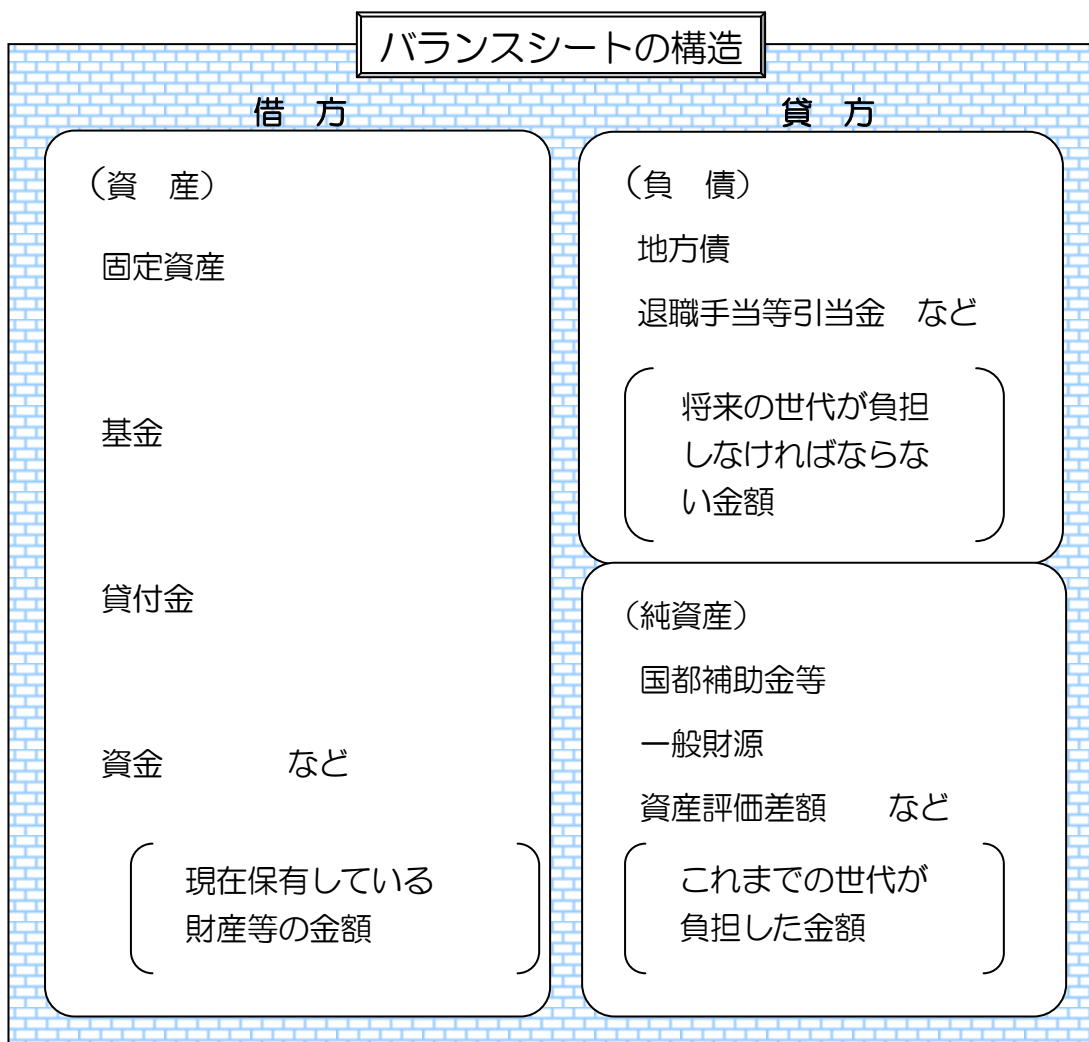 バランスシートの構造
借　方
（資　産）
固定資産
基金
貸付金
資金　　　　など
現在保有している
財産等の金額
貸　方
（負　債）
地方債
退職手当等引当金　など
将来の世代が負担
しなければならな
い金額
（純資産）
国都補助金等
一般財源
資産評価差額　　など
これまでの世代が
負担した金額